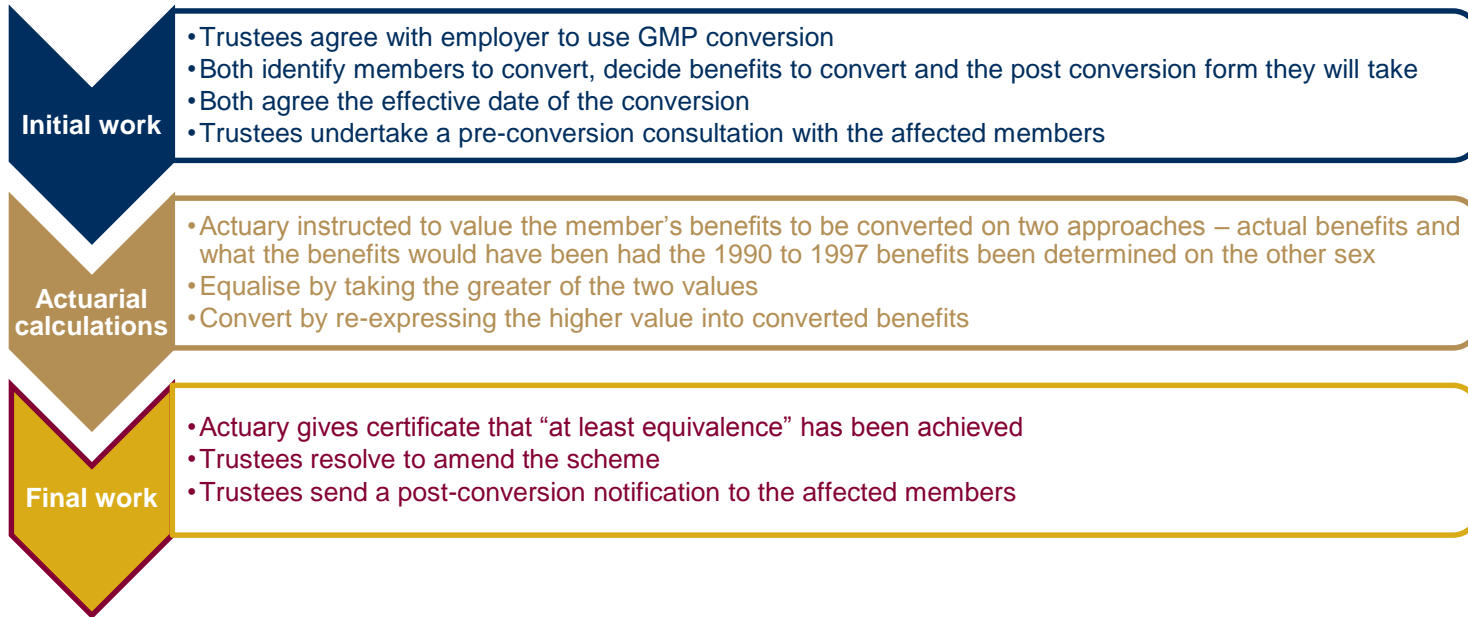 Initial work
•Trustees agree with employer to use GMP conversion
•Both identify members to convert, decide benefits to convert and the post conversion form they will take
•Both agree the effective date of the conversion
•Trustees undertake a pre-conversion consultation with the affected members
Actuarial
calculations
•Actuary instructed to value the member’s benefits to be converted on two approaches – actual benefits and
what the benefits would have been had the 1990 to 1997 benefits been determined on the other sex
•Equalise by taking the greater of the two values
•Convert by re-expressing the higher value into converted benefits
Final work
•Actuary gives certificate that “at least equivalence” has been achieved
•Trustees resolve to amend the scheme
•Trustees send a post-conversion notification to the affected members